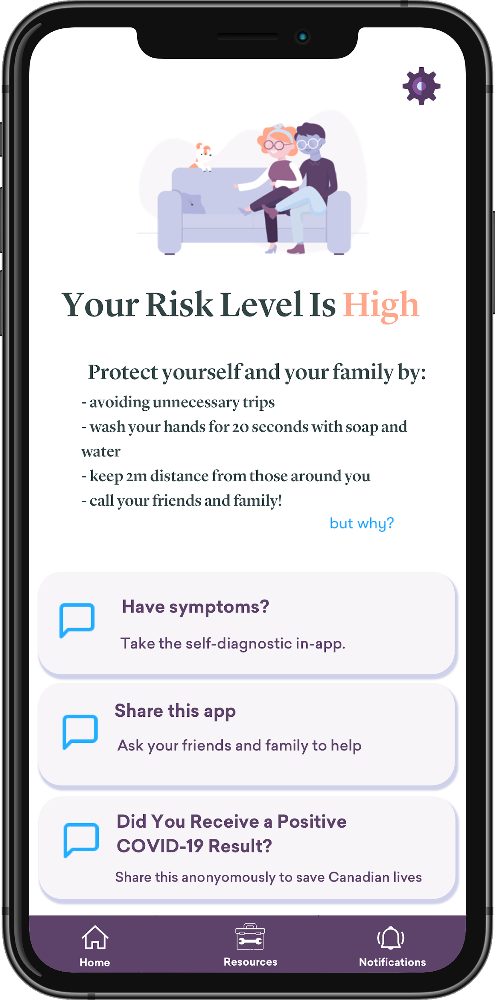 Your Risk Level Is High
Protect yourself and your family by:
- avoiding unnecessary trips
- wash your hands for 20 seconds with soap and
water
- keep 2m distance from those around you
- call your friends and family!
but why?
Have symptoms?
Take the self-diagnostic in-app.
Share this app
Ask your friends and family to help
Did You Receive a Positive
COVID-19 Result?
Share this anonyomously to save Canadian lives
Home
Resources
Notifications